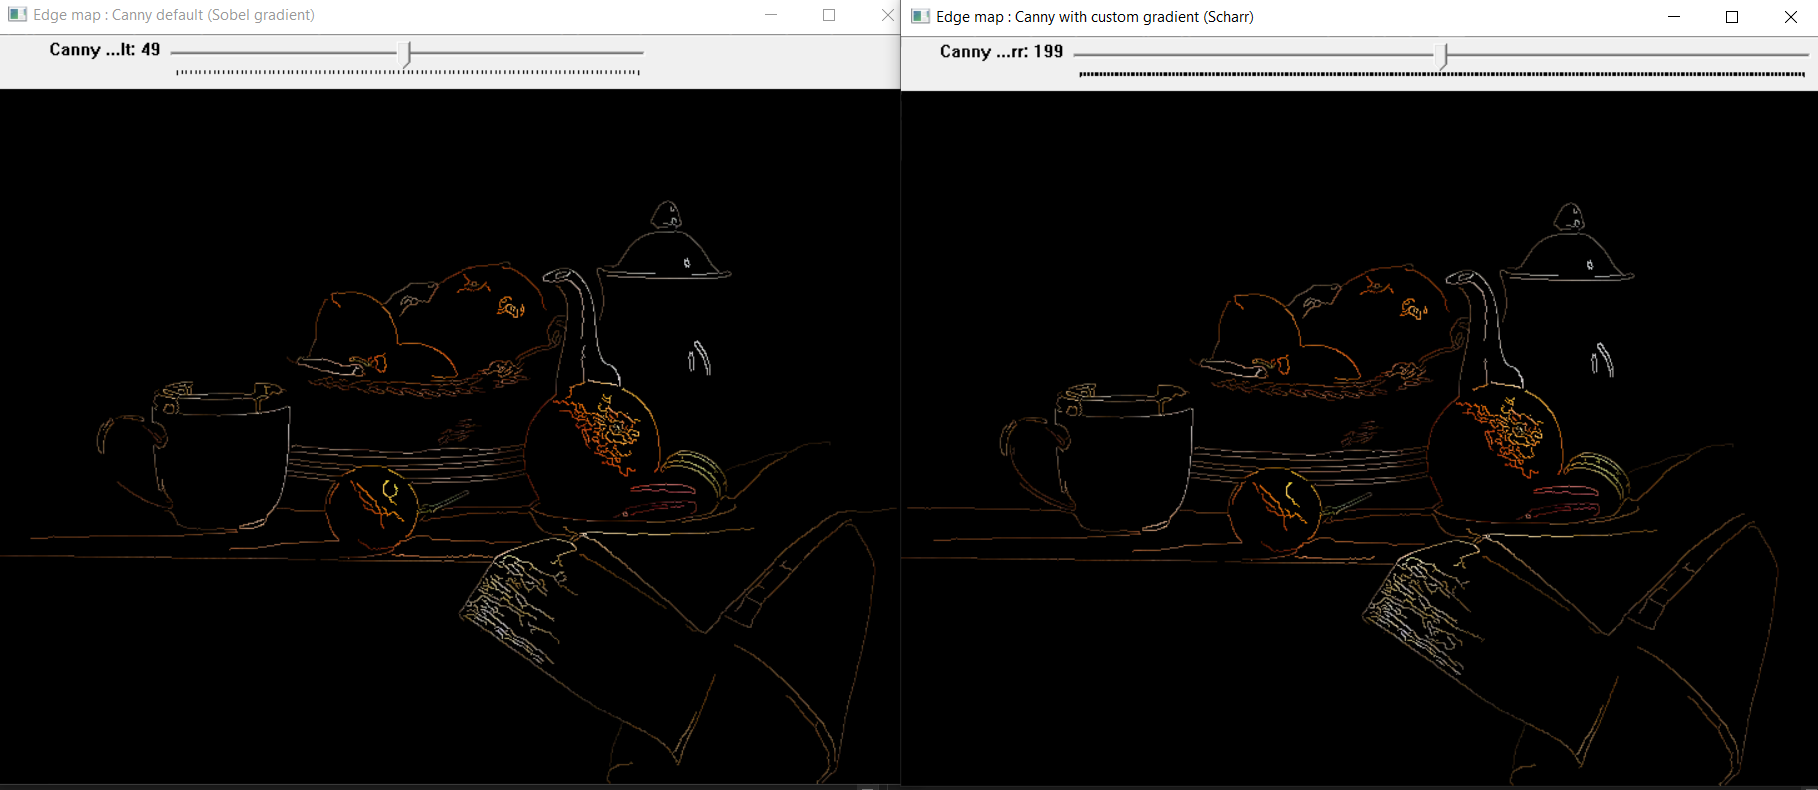 Edge map : Canny default (Sobel gradient)
Canny ...lt: 49
Edge map : Canny with custom gradient (Scharr)
Canny ...rr: 199